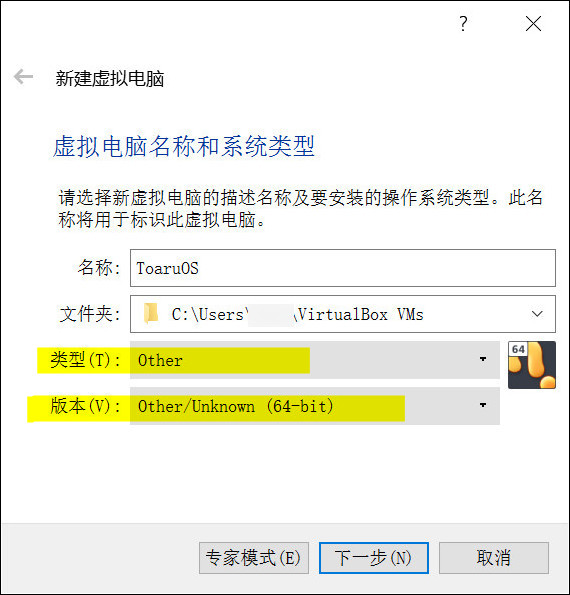 ?
新建虚拟电脑
虚拟电脑名称和系统类型
请选择新虚拟电脑的描述名称及要安装的操作系统类型。此名
称将用于标识此虚拟电脑。
名称: ToaruOS
文件夹: C:\Users\ \VirtualBox VMs
类型(T): Other
64
版本(V): Other/Unknown (64-bit)
专家模式(E) 下一步(N) 取消